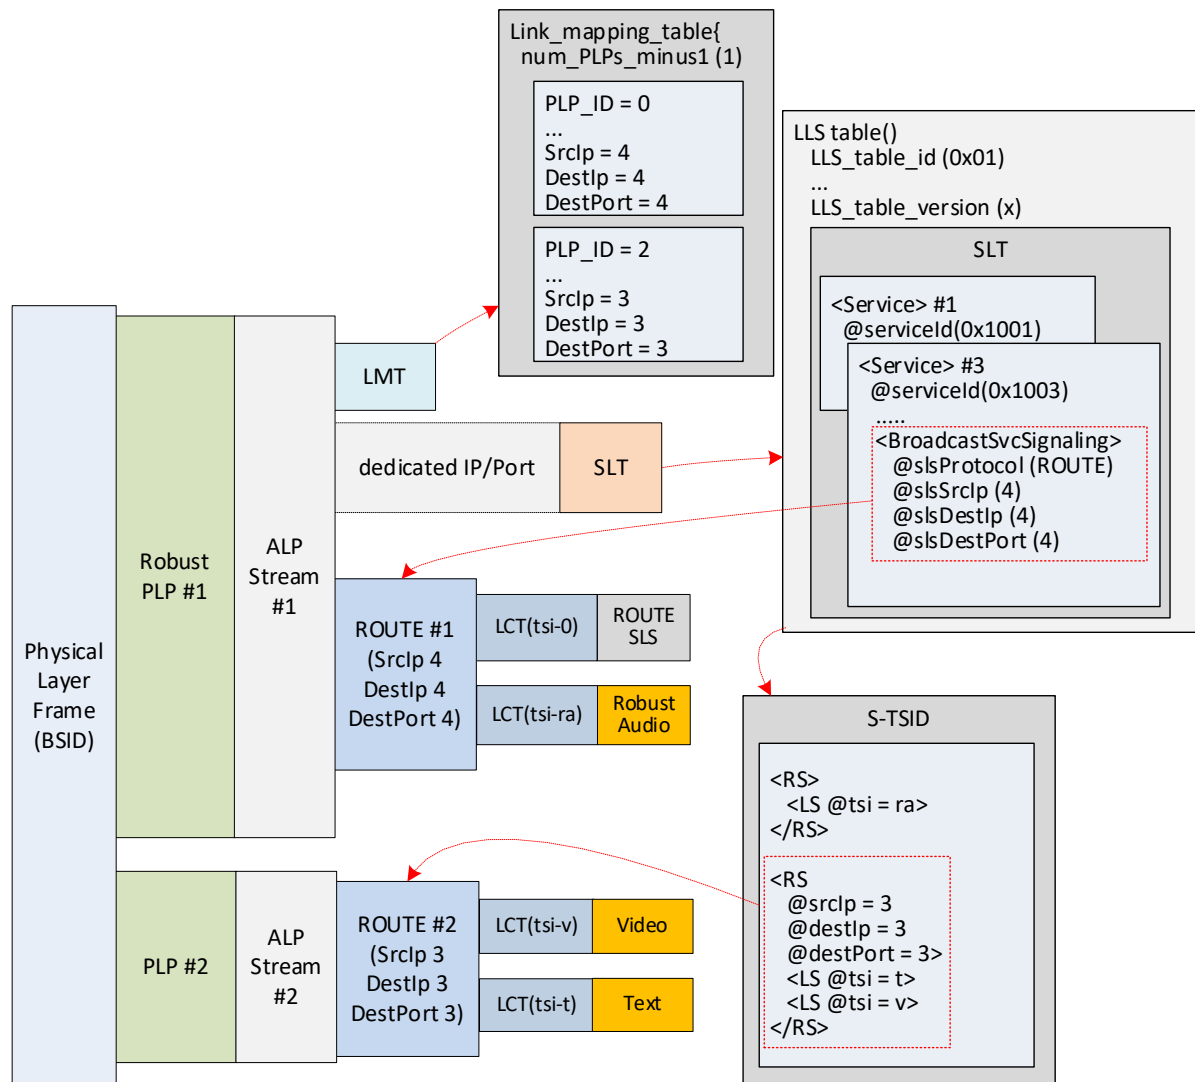 Link_mapping_table{
num_PLPs_minus1 (1)
PLP_ID = 0
...
SrcIp = 4
DestIp = 4
DestPort = 4
PLP_ID = 2
...
SrcIp = 3
DestIp = 3
DestPort = 3
LLS table()
LLS_table_id (0x01)
...
LLS_table_version (x)
SLT
<Service> #1
@serviceId(0x1001)
<Service> #3
@serviceId(0x1003)
.....
<BroadcastSvcSignaling>
@slsProtocol (ROUTE)
@slsSrcIp (4)
@slsDestIp (4)
@slsDestPort (4)
Physical
Layer
Frame
(BSID)
Robust
PLP #1
ALP
Stream
#1
LMT
dedicated IP/Port
SLT
ROUTE #1
(SrcIp 4
DestIp 4
DestPort 4)
LCT(tsi-0)
ROUTE
SLS
LCT(tsi-ra)
Robust
Audio
PLP #2
ALP
Stream
#2
ROUTE #2
(SrcIp 3
DestIp 3
DestPort 3)
LCT(tsi-v)
Video
LCT(tsi-t)
Text
S-TSID
<RS>
<LS @tsi = ra>
</RS>
<RS
@srcIp = 3
@destIp = 3
@destPort = 3>
<LS @tsi = t>
<LS @tsi = v>
</RS>